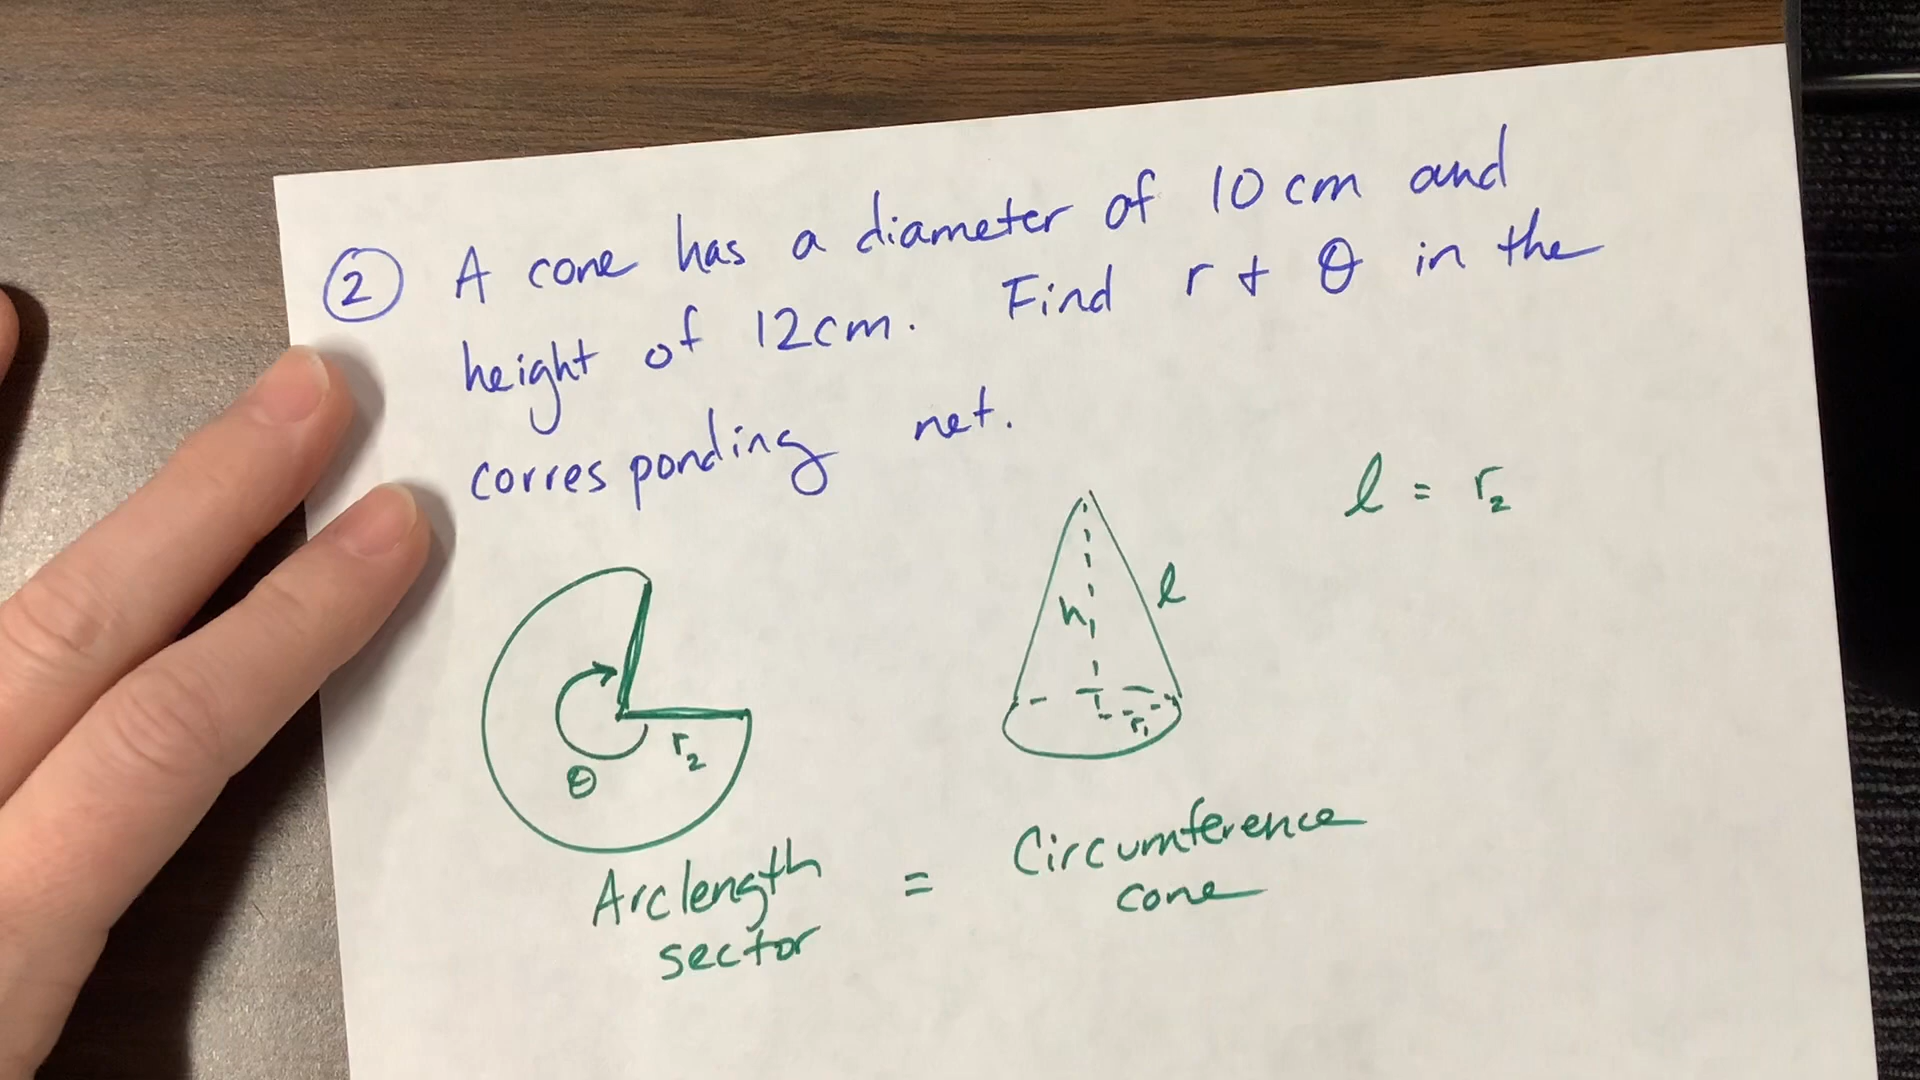 ② A cone has a diameter of 10 cm and
height of 12cm. Find r + θ in the
corresponding net.
l = r₂
h
l
r₁
r₂
θ
Arclength = Circumference
sector cone